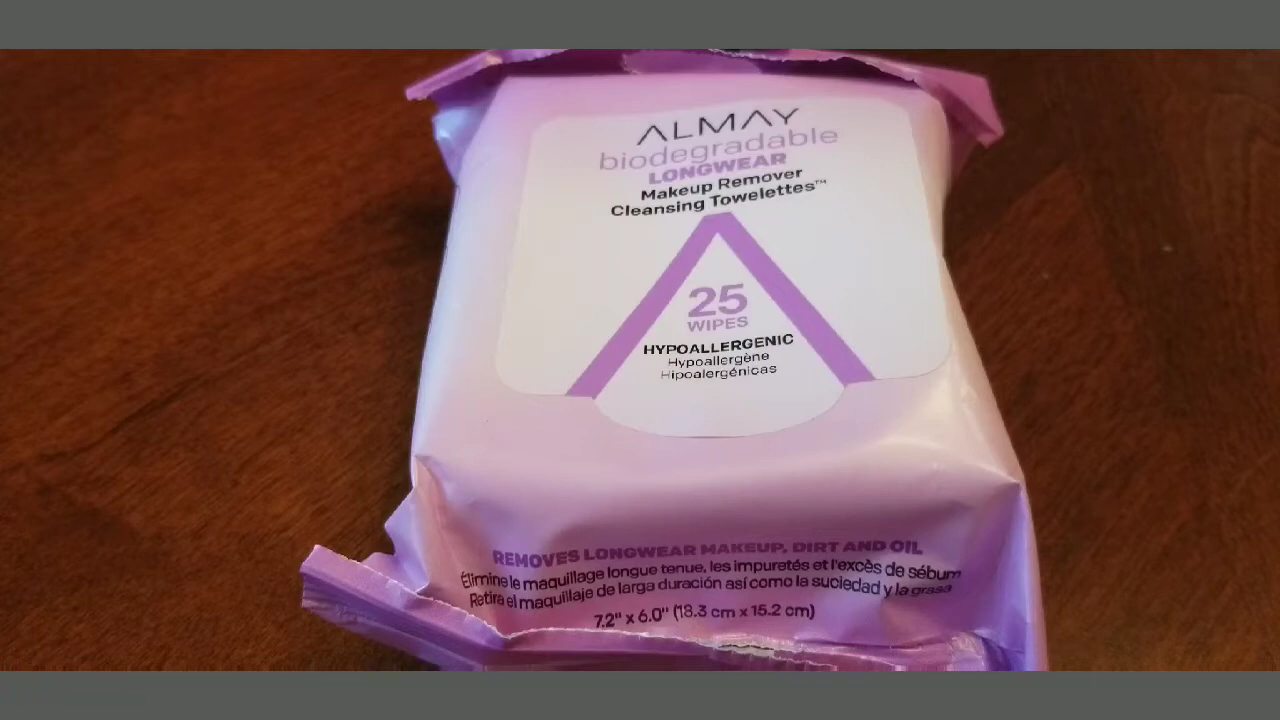 ALMAY
biodegradable
LONGWEAR
Makeup Remover
Cleansing Towelettes™
25
WIPES
HYPOALLERGENIC
Hypoallergène
Hipoalergénicas
REMOVES LONGWEAR MAKEUP, DIRT AND OIL
Élimine le maquillage longue tenue, les impuretés et l'excès de sébum
Retira el maquillaje de larga duración así como la suciedad y la grasa
7.2" x 6.0" (18.3 cm x 15.2 cm)